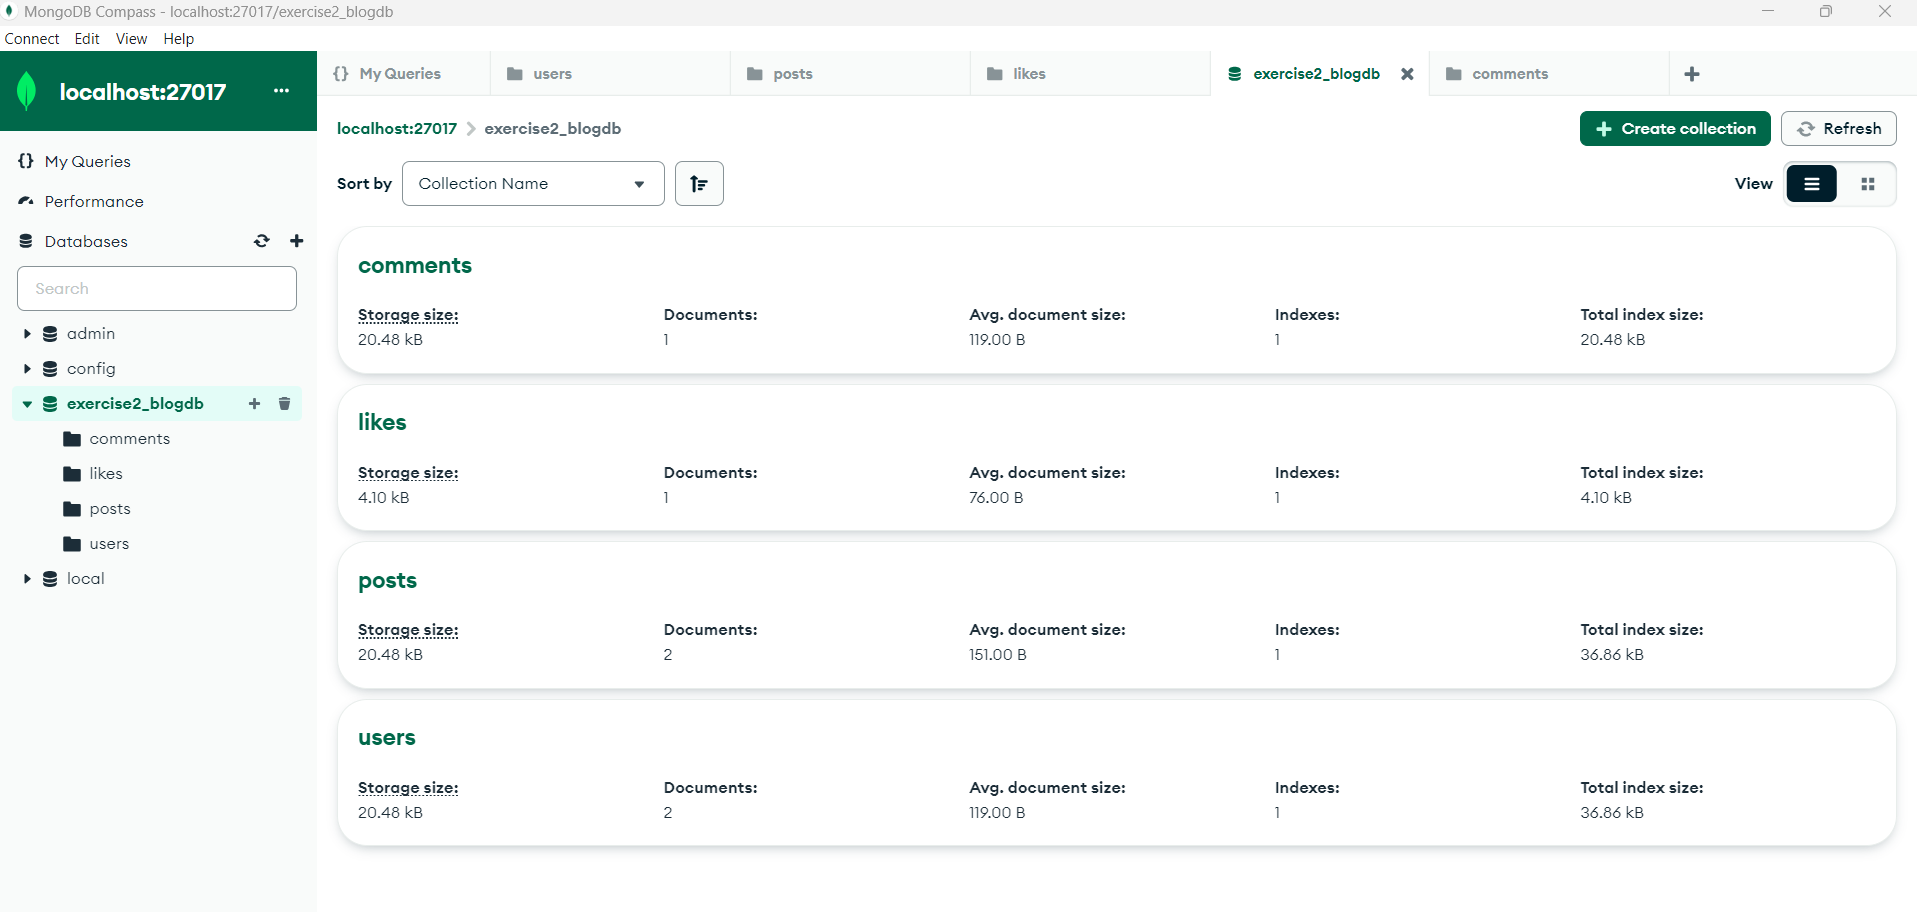 MongoDB Compass - localhost:27017/exercise2_blogdb
Connect Edit View Help
localhost:27017 ...
My Queries
Performance
Databases
Search
admin
config
exercise2_blogdb
comments
likes
posts
users
local
{} My Queries users posts likes exercise2_blogdb comments
localhost:27017 > exercise2_blogdb
Create collection Refresh
Sort by Collection Name View
comments
Storage size: Documents: Avg. document size: Indexes: Total index size:
20.48 kB 1 119.00 B 1 20.48 kB
likes
Storage size: Documents: Avg. document size: Indexes: Total index size:
4.10 kB 1 76.00 B 1 4.10 kB
posts
Storage size: Documents: Avg. document size: Indexes: Total index size:
20.48 kB 2 151.00 B 1 36.86 kB
users
Storage size: Documents: Avg. document size: Indexes: Total index size:
20.48 kB 2 119.00 B 1 36.86 kB